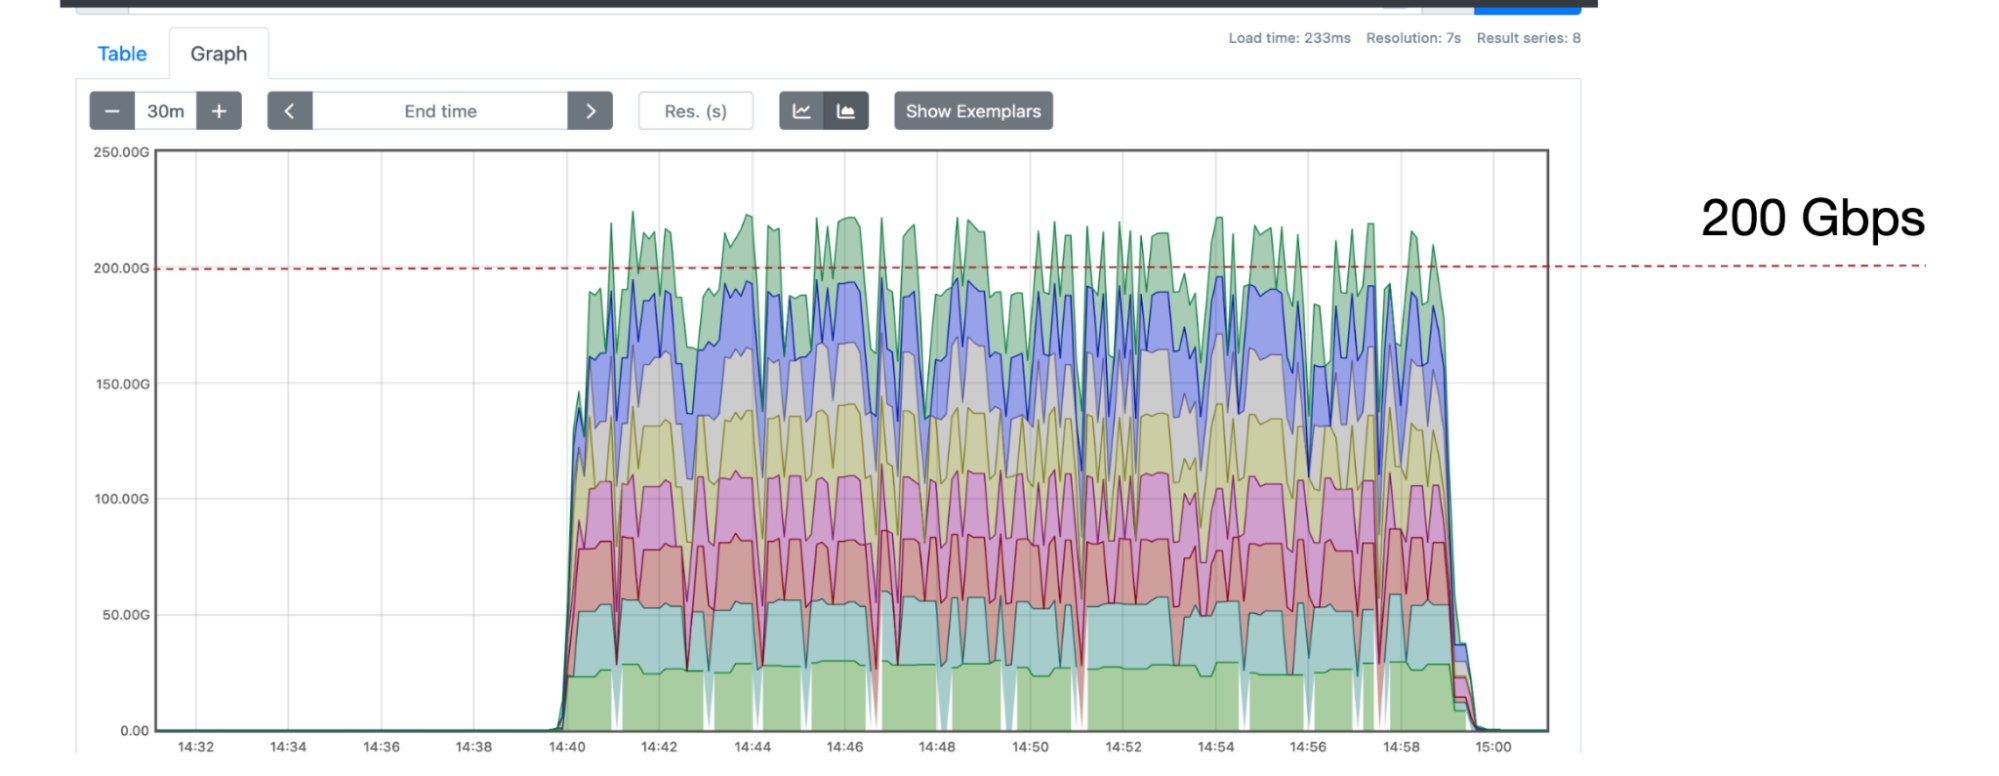 Load time: 233ms Resolution: 7s Result series: 8
Table Graph
− 30m + < End time > Res. (s) Show Exemplars
250.00G
200 Gbps
200.00G
150.00G
100.00G
50.00G
0.00
14:32 14:34 14:36 14:38 14:40 14:42 14:44 14:46 14:48 14:50 14:52 14:54 14:56 14:58 15:00